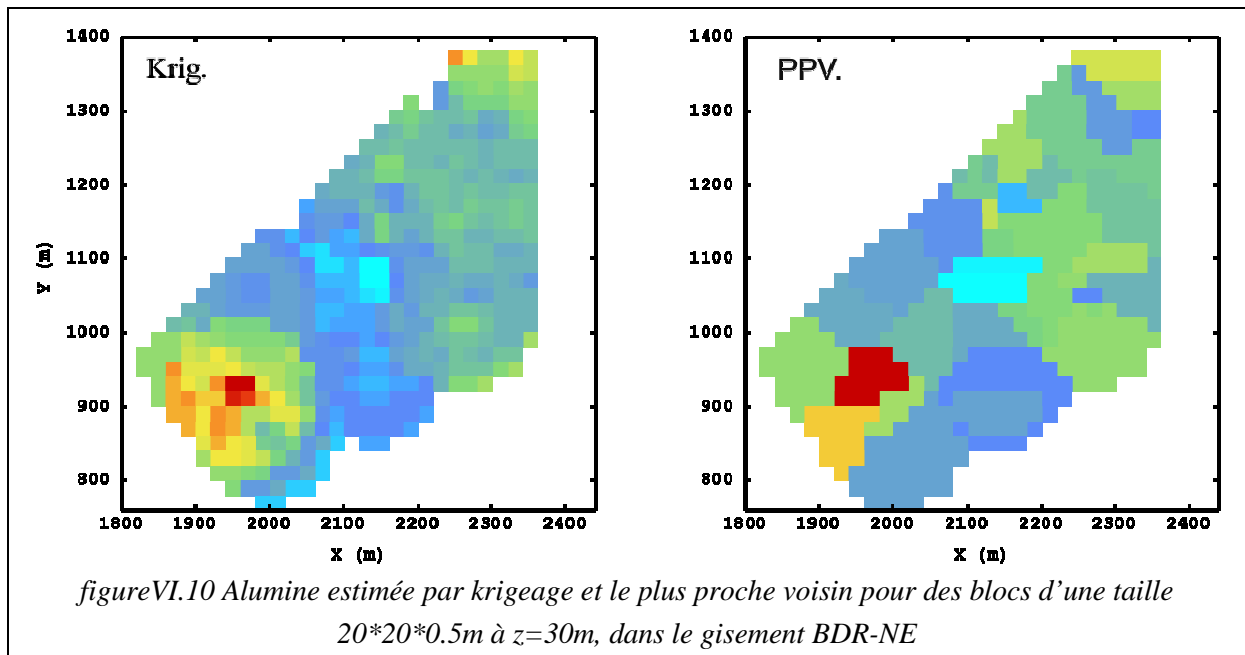 Krig.
1400
1300
1200
1100
1000
900
800
Y (m)
1800 1900 2000 2100 2200 2300 2400
X (m)
PPV.
1400
1300
1200
1100
1000
900
800
1800 1900 2000 2100 2200 2300 2400
X (m)
figureVI.10 Alumine estimée par krigeage et le plus proche voisin pour des blocs d'une taille
20*20*0.5m à z=30m, dans le gisement BDR-NE